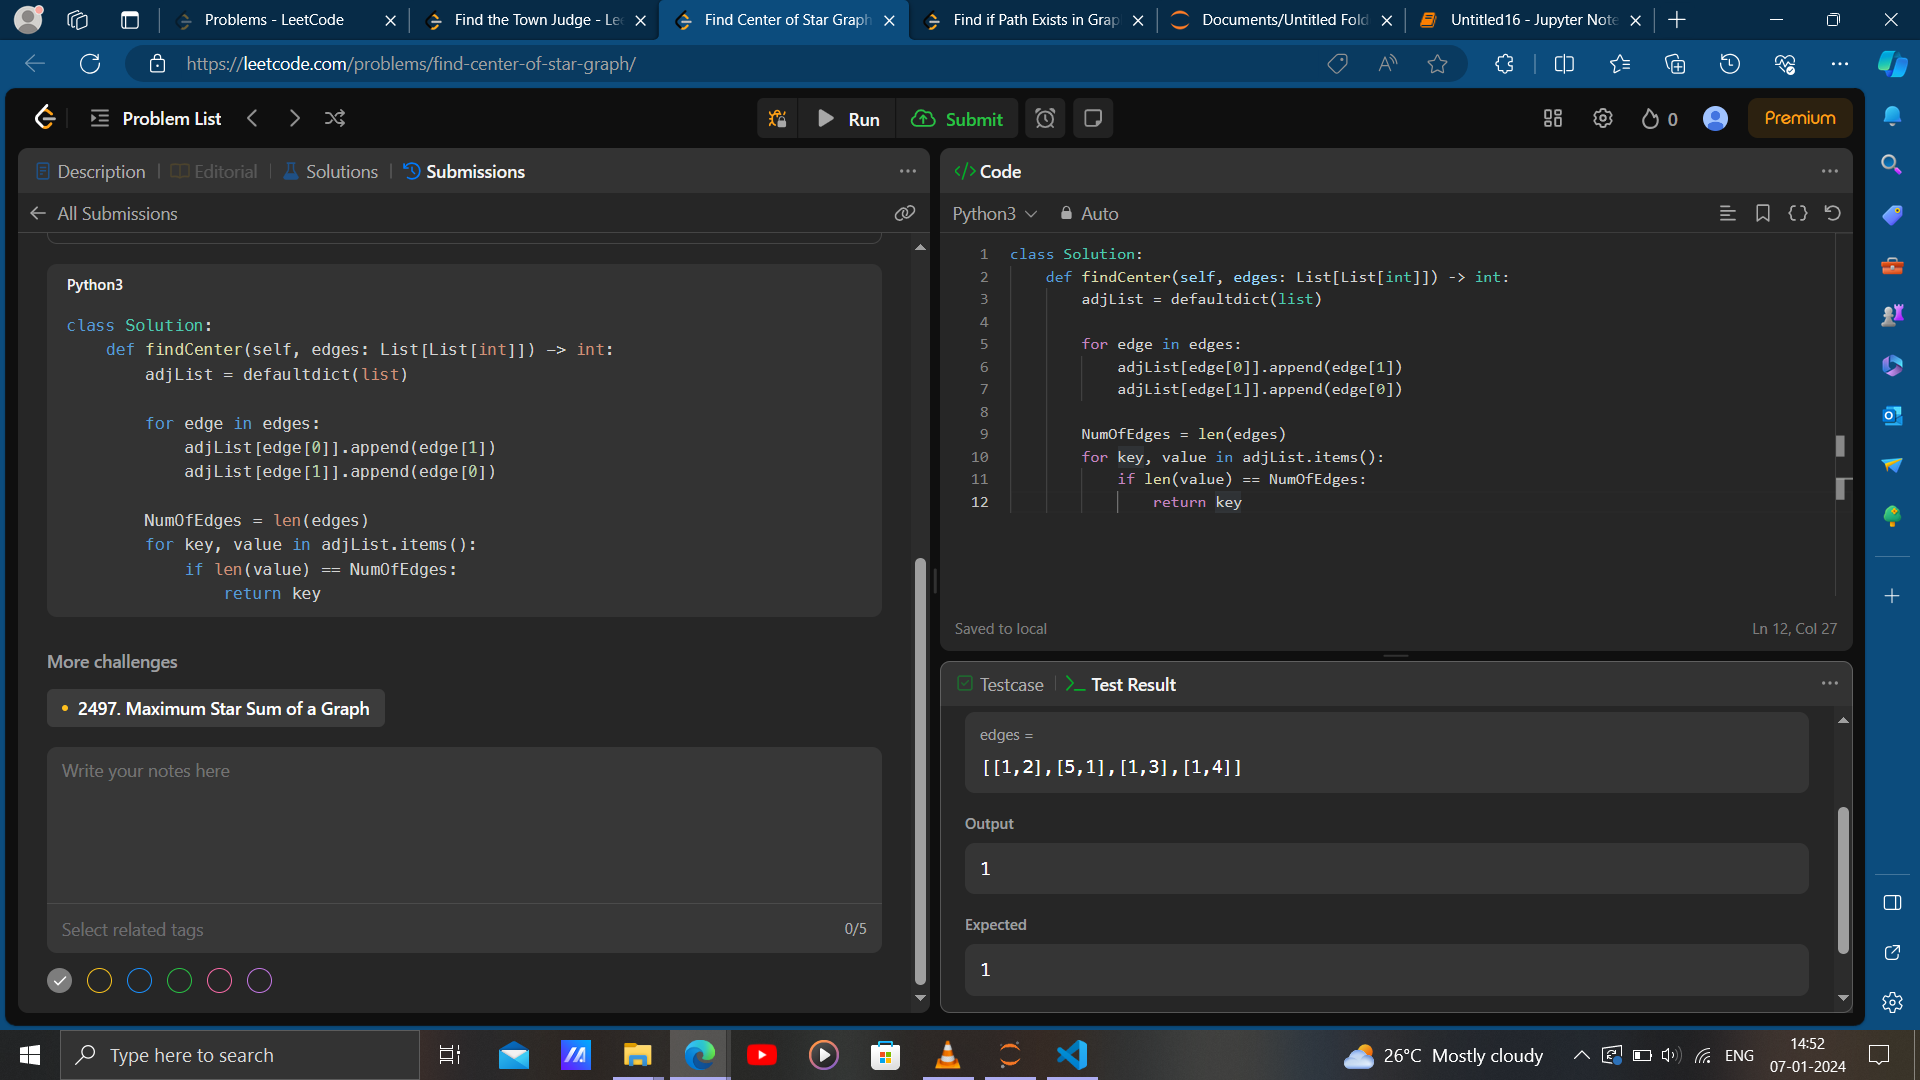 Problems - LeetCode
Find the Town Judge - Le
Find Center of Star Graph
Find if Path Exists in Grap
Documents/Untitled Fold
Untitled16 - Jupyter Note
https://leetcode.com/problems/find-center-of-star-graph/
Problem List
Run
Submit
0
Premium
Description
Editorial
Solutions
Submissions
All Submissions
Python3
class Solution:
def findCenter(self, edges: List[List[int]]) -> int:
adjList = defaultdict(list)
for edge in edges:
adjList[edge[0]].append(edge[1])
adjList[edge[1]].append(edge[0])
NumOfEdges = len(edges)
for key, value in adjList.items():
if len(value) == NumOfEdges:
return key
More challenges
2497. Maximum Star Sum of a Graph
Write your notes here
Select related tags
0/5
Code
Python3
Auto
1 class Solution:
2 def findCenter(self, edges: List[List[int]]) -> int:
3 adjList = defaultdict(list)
4
5 for edge in edges:
6 adjList[edge[0]].append(edge[1])
7 adjList[edge[1]].append(edge[0])
8
9 NumOfEdges = len(edges)
10 for key, value in adjList.items():
11 if len(value) == NumOfEdges:
12 return key
Saved to local
Ln 12, Col 27
Testcase
Test Result
edges =
[[1,2],[5,1],[1,3],[1,4]]
Output
1
Expected
1
Type here to search
26°C Mostly cloudy
ENG
14:52
07-01-2024